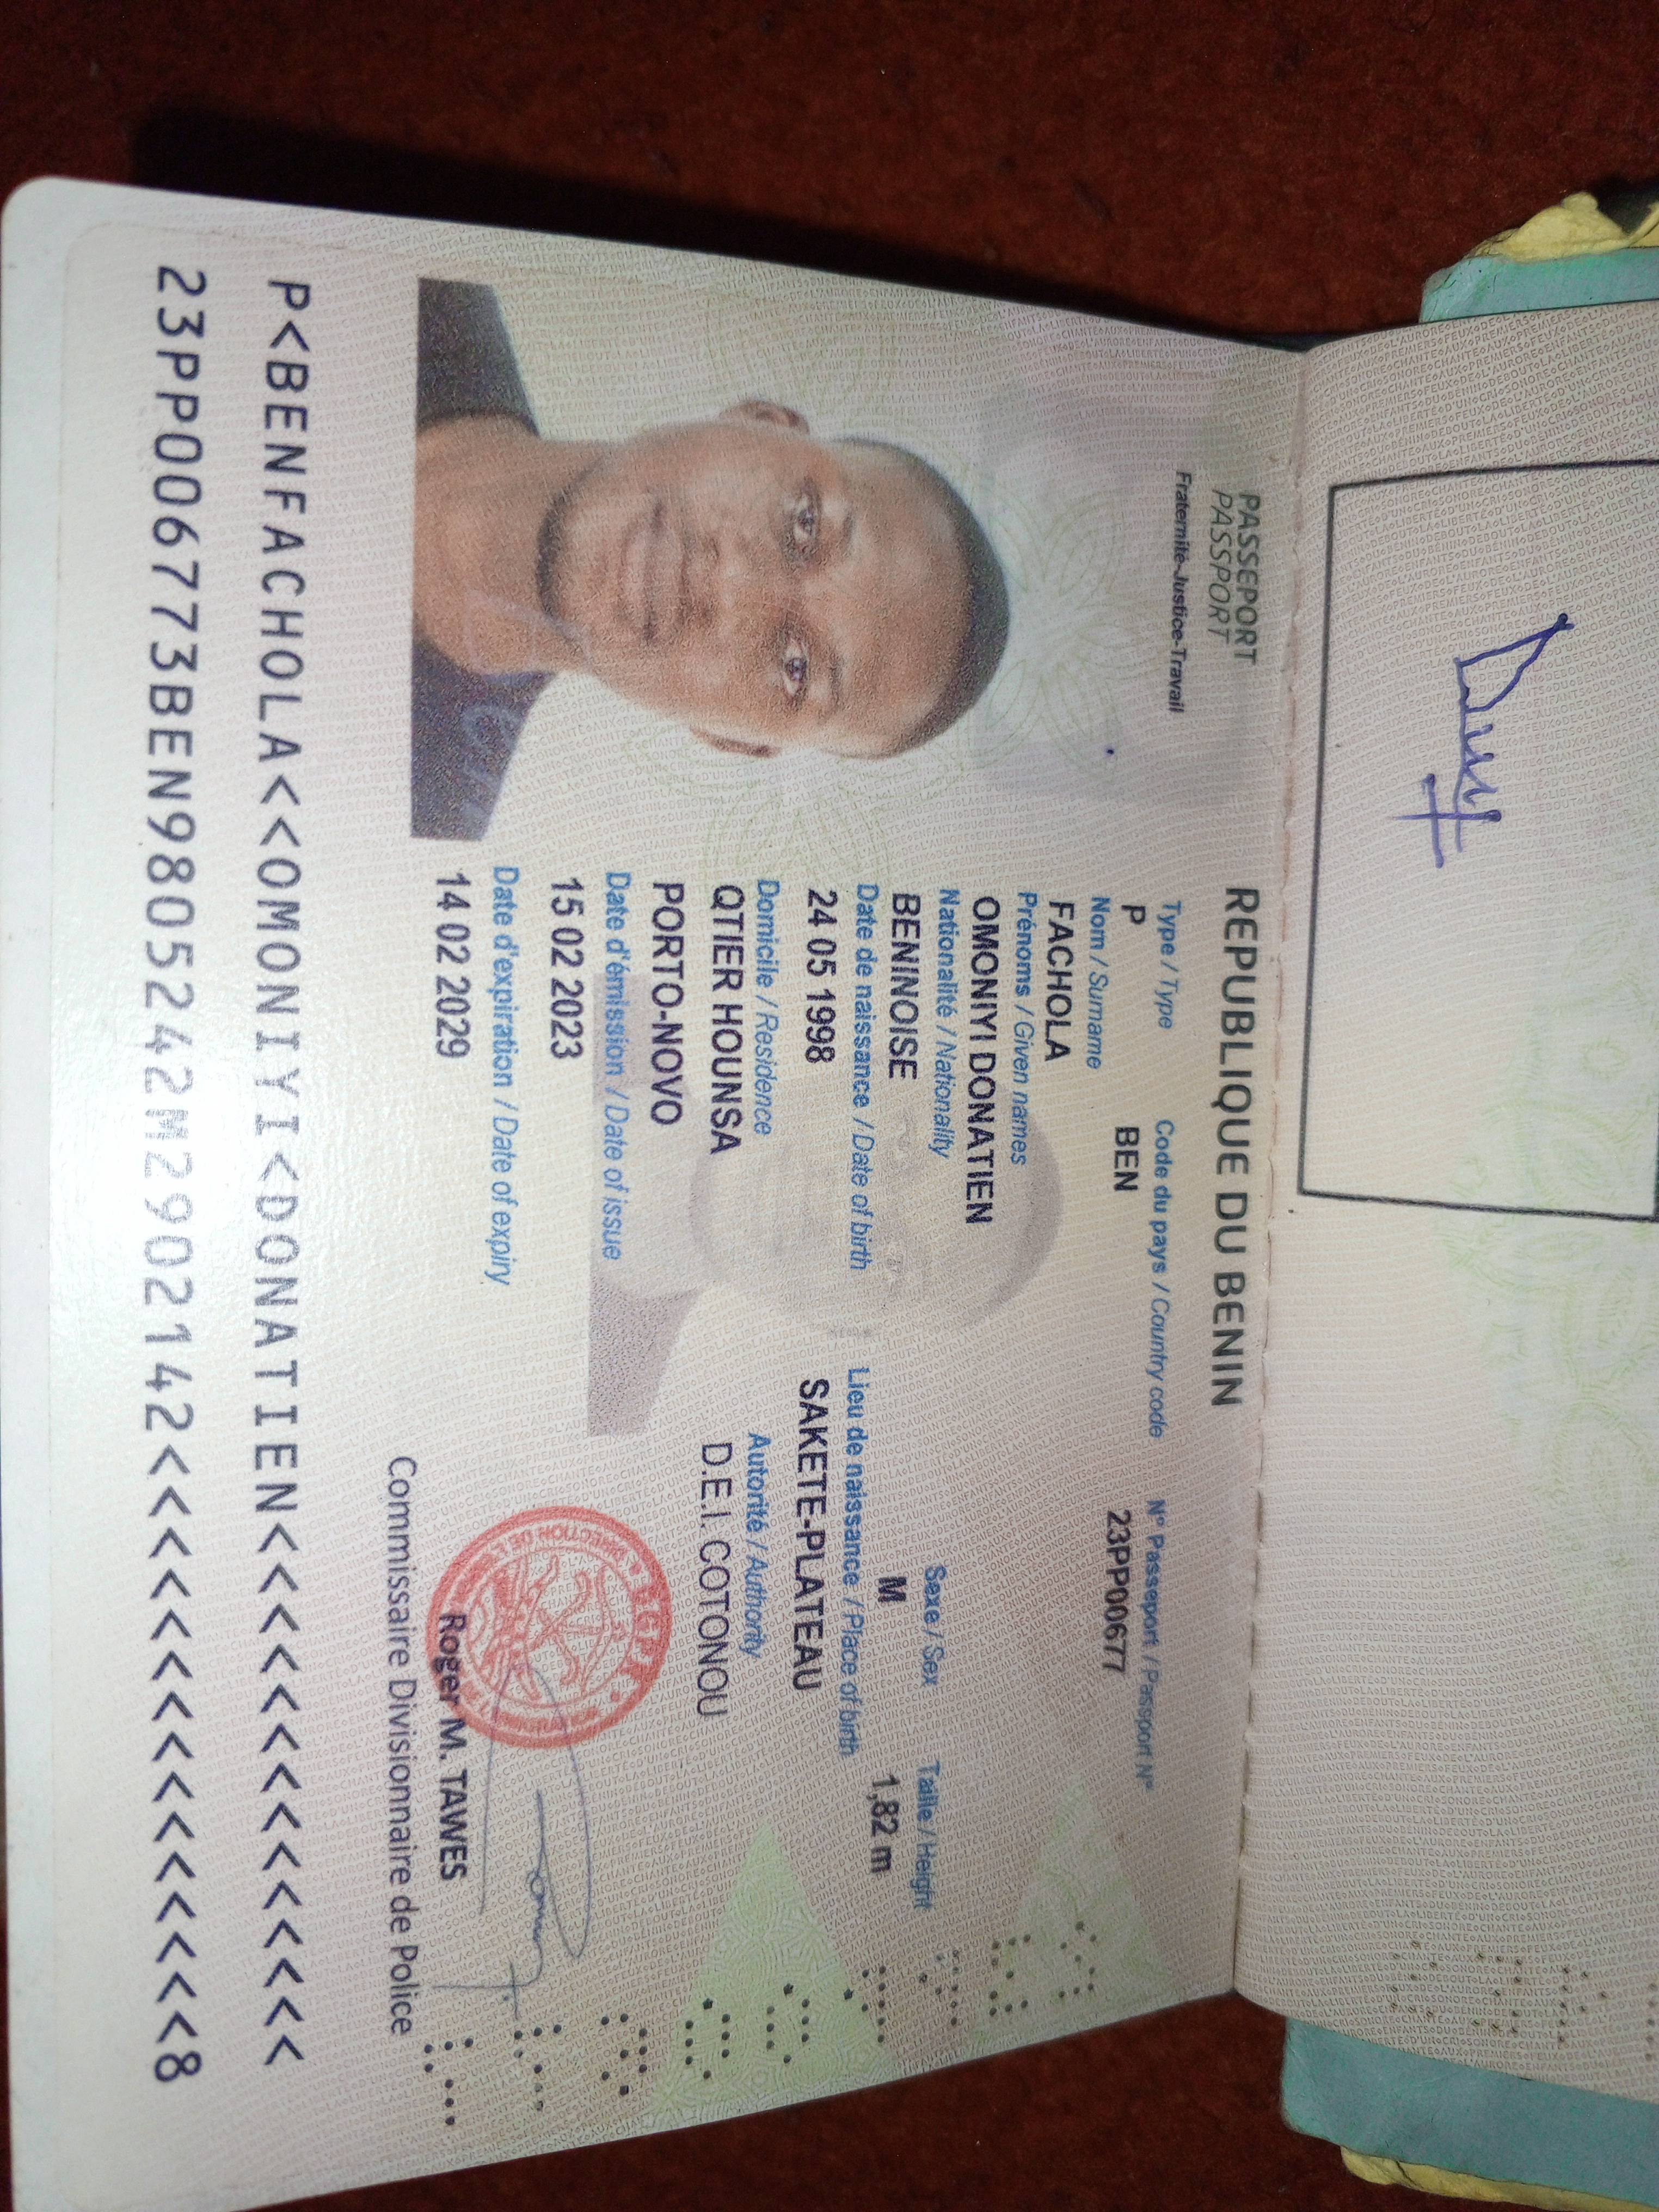 PASSEPORT
PASSPORT
Fraternité-Justice-Travail
REPUBLIQUE DU BENIN
Type / Type Code du pays / Country code N° Passeport / Passport N°
P BEN 23PP00677
Nom / Surname
FACHOLA
Prénoms / Given names
OMONIYI DONATIEN
Nationalité / Nationality Sexe / Sex Taille / Height
BENINOISE M 1,82 m
Date de naissance / Date of birth Lieu de naissance / Place of birth
24 05 1998 SAKETE-PLATEAU
Domicile / Residence Autorité / Authority
QTIER HOUNSA D.E.I. COTONOU
PORTO-NOVO
Date d'émission / Date of issue
15 02 2023
Date d'expiration / Date of expiry
14 02 2029
Roger M. TAWES
Commissaire Divisionnaire de Police
P<BENFACHOLA<<OMONIYI<DONATIEN<<<<<<<<<<<<<<
23PP006773BEN9805242M2902142<<<<<<<<<<<<<<<8